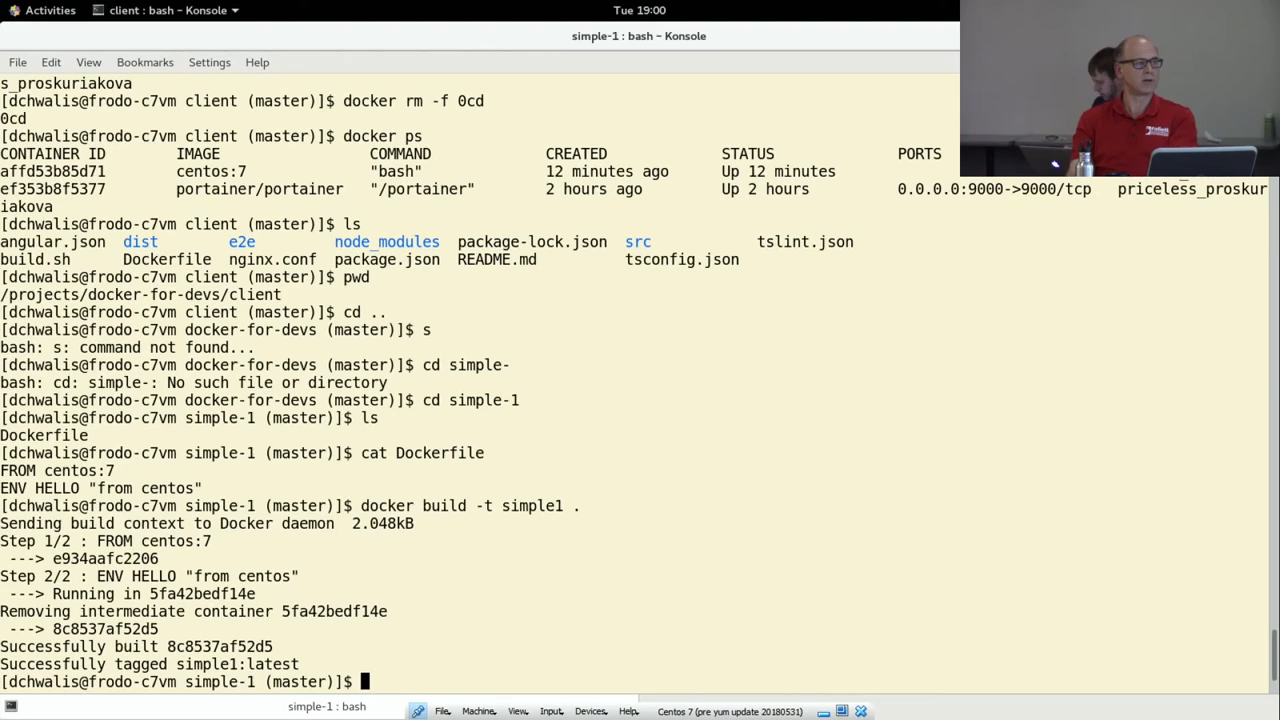 Activities client : bash – Konsole Tue 19:00
simple-1 : bash – Konsole
File Edit View Bookmarks Settings Help
s_proskuriakova
[dchwalis@frodo-c7vm client (master)]$ docker rm -f 0cd
0cd
[dchwalis@frodo-c7vm client (master)]$ docker ps
CONTAINER ID IMAGE COMMAND CREATED STATUS PORTS
affd53b85d71 centos:7 "bash" 12 minutes ago Up 12 minutes
ef353b8f5377 portainer/portainer "/portainer" 2 hours ago Up 2 hours 0.0.0.0:9000->9000/tcp priceless_proskur
iakova
[dchwalis@frodo-c7vm client (master)]$ ls
angular.json dist e2e node_modules package-lock.json src tslint.json
build.sh Dockerfile nginx.conf package.json README.md tsconfig.json
[dchwalis@frodo-c7vm client (master)]$ pwd
/projects/docker-for-devs/client
[dchwalis@frodo-c7vm client (master)]$ cd ..
[dchwalis@frodo-c7vm docker-for-devs (master)]$ s
bash: s: command not found...
[dchwalis@frodo-c7vm docker-for-devs (master)]$ cd simple-
bash: cd: simple-: No such file or directory
[dchwalis@frodo-c7vm docker-for-devs (master)]$ cd simple-1
[dchwalis@frodo-c7vm simple-1 (master)]$ ls
Dockerfile
[dchwalis@frodo-c7vm simple-1 (master)]$ cat Dockerfile
FROM centos:7
ENV HELLO "from centos"
[dchwalis@frodo-c7vm simple-1 (master)]$ docker build -t simple1 .
Sending build context to Docker daemon 2.048kB
Step 1/2 : FROM centos:7
---> e934aafc2206
Step 2/2 : ENV HELLO "from centos"
---> Running in 5fa42bedf14e
Removing intermediate container 5fa42bedf14e
---> 8c8537af52d5
Successfully built 8c8537af52d5
Successfully tagged simple1:latest
[dchwalis@frodo-c7vm simple-1 (master)]$
simple-1 : bash
File Machine View Input Devices Help Centos 7 (pre yum update 20180531)